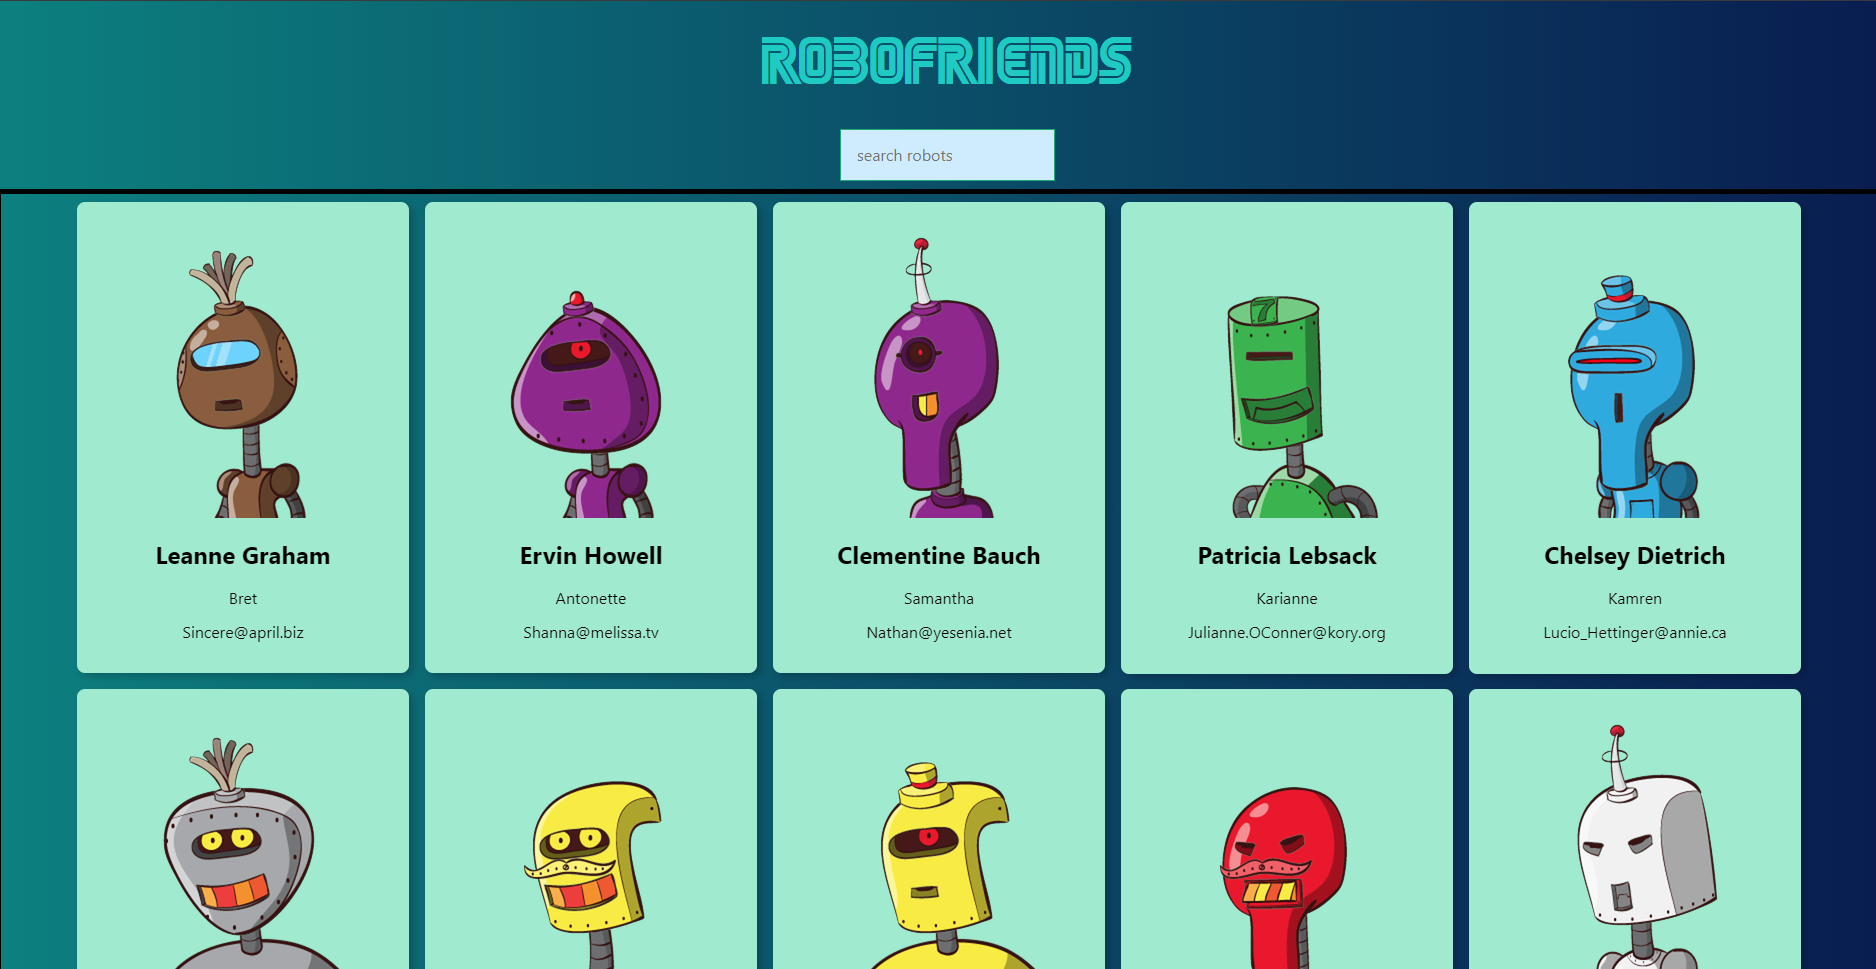 ROBOFRIENDS
search robots
Leanne Graham
Bret
Sincere@april.biz
Ervin Howell
Antonette
Shanna@melissa.tv
Clementine Bauch
Samantha
Nathan@yesenia.net
Patricia Lebsack
Karianne
Julianne.OConner@kory.org
Chelsey Dietrich
Kamren
Lucio_Hettinger@annie.ca